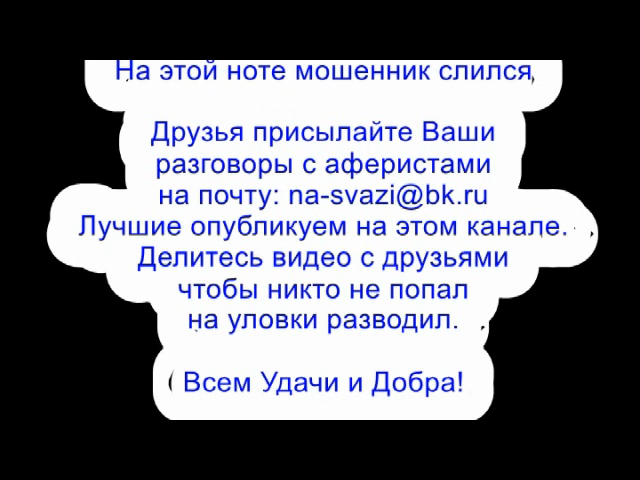 На этой ноте мошенник слился
Друзья присылайте Ваши
разговоры с аферистами
на почту: na-svazi@bk.ru
Лучшие опубликуем на этом канале.
Делитесь видео с друзьями
чтобы никто не попал
на уловки разводил.
Всем Удачи и Добра!